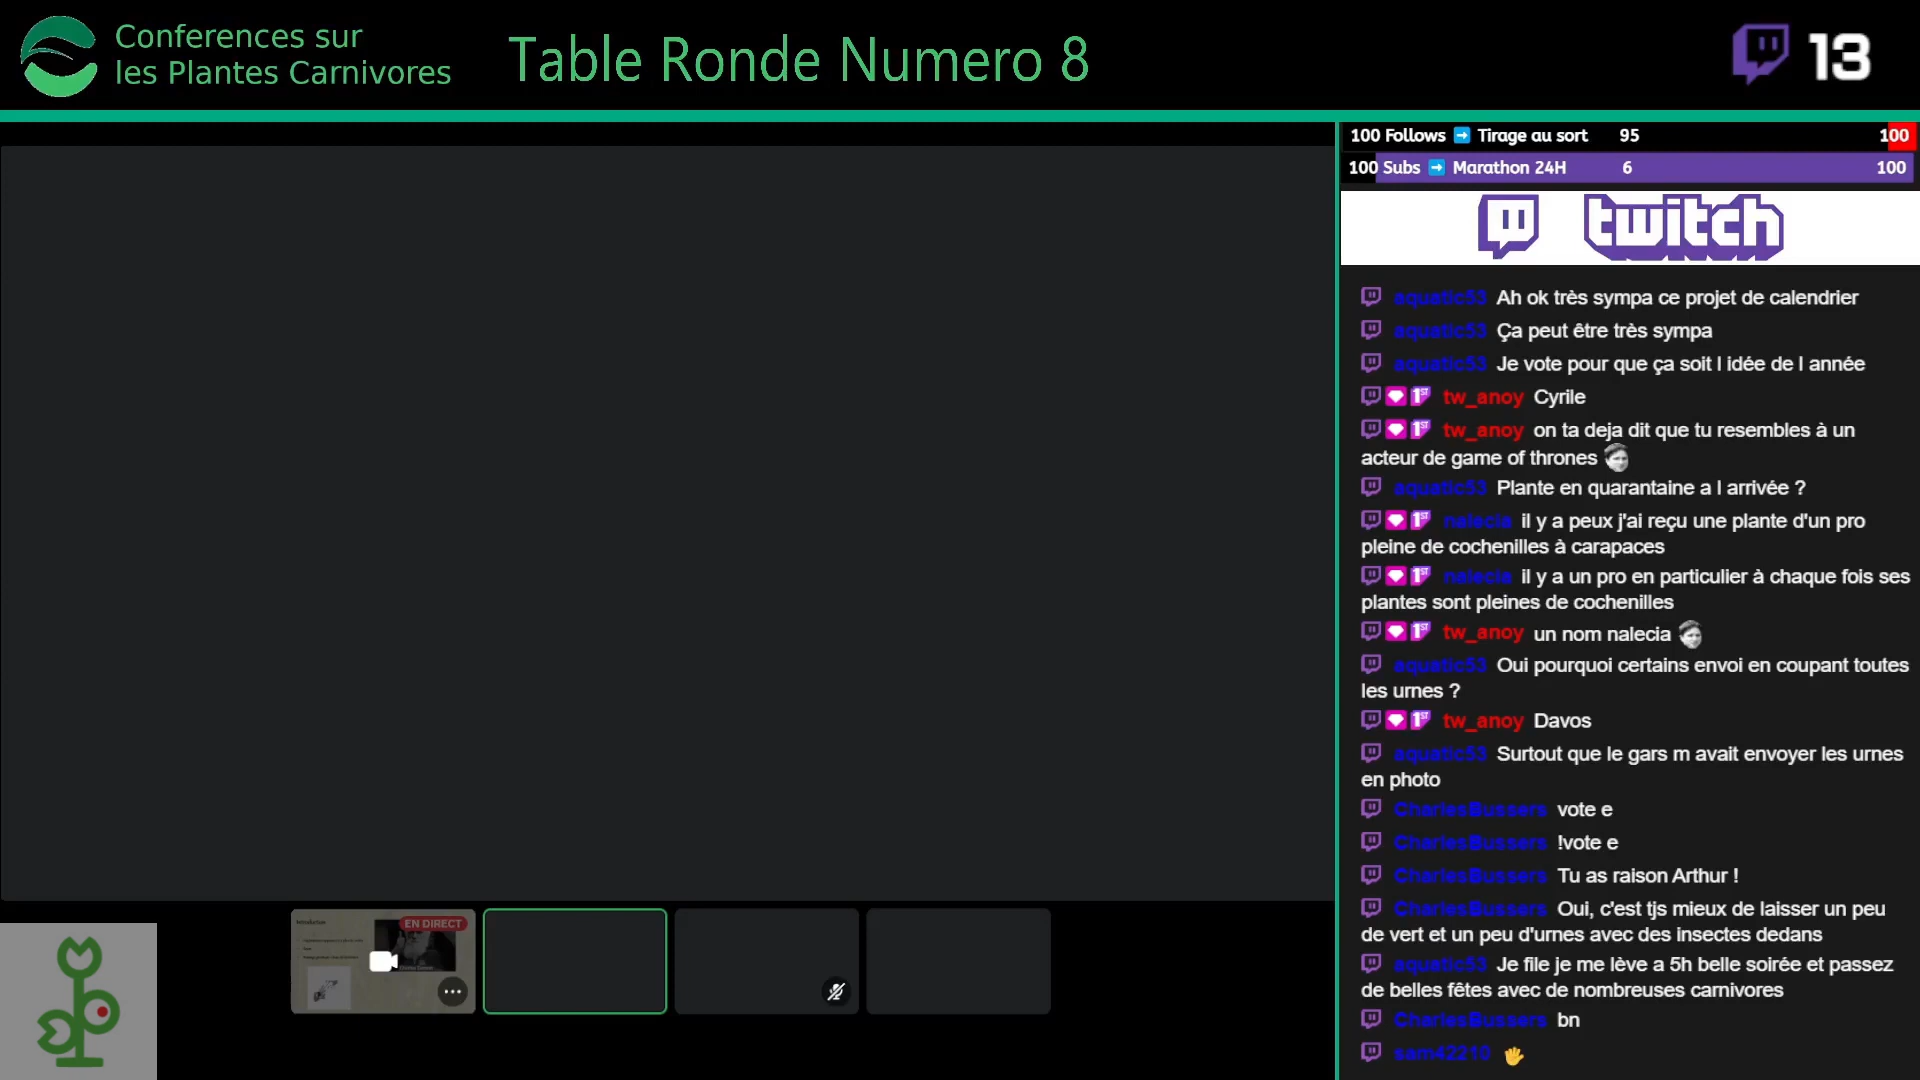 Conferences sur
les Plantes Carnivores
Table Ronde Numero 8
13
100 Follows ➡ Tirage au sort 95 100
100 Subs ➡ Marathon 24H 6 100
twitch
aquatic53 Ah ok très sympa ce projet de calendrier
aquatic53 Ça peut être très sympa
aquatic53 Je vote pour que ça soit l idée de l année
1ST tw_anoy Cyrile
1ST tw_anoy on ta deja dit que tu resembles à un
acteur de game of thrones
aquatic53 Plante en quarantaine a l arrivée ?
1ST nalecia il y a peux j'ai reçu une plante d'un pro
pleine de cochenilles à carapaces
1ST nalecia il y a un pro en particulier à chaque fois ses
plantes sont pleines de cochenilles
1ST tw_anoy un nom nalecia
aquatic53 Oui pourquoi certains envoi en coupant toutes
les urnes ?
1ST tw_anoy Davos
aquatic53 Surtout que le gars m avait envoyer les urnes
en photo
CharlesBussers vote e
CharlesBussers !vote e
CharlesBussers Tu as raison Arthur !
CharlesBussers Oui, c'est tjs mieux de laisser un peu
de vert et un peu d'urnes avec des insectes dedans
aquatic53 Je file je me lève a 5h belle soirée et passez
de belles fêtes avec de nombreuses carnivores
CharlesBussers bn
sam42210 🖐
Introduction
EN DIRECT